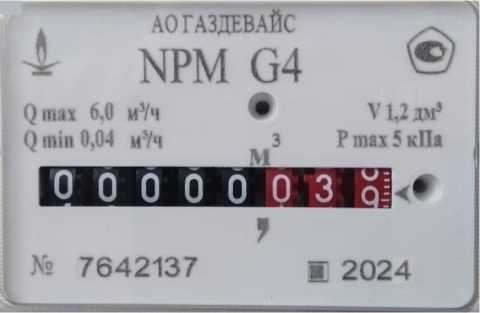 АО ГАЗДЕВАЙС
NPM G4
Q max 6,0 м³/ч
V 1,2 дм³
Q min 0,04 м³/ч
P max 5 кПа
м³
0000003
,
№ 7642137
2024